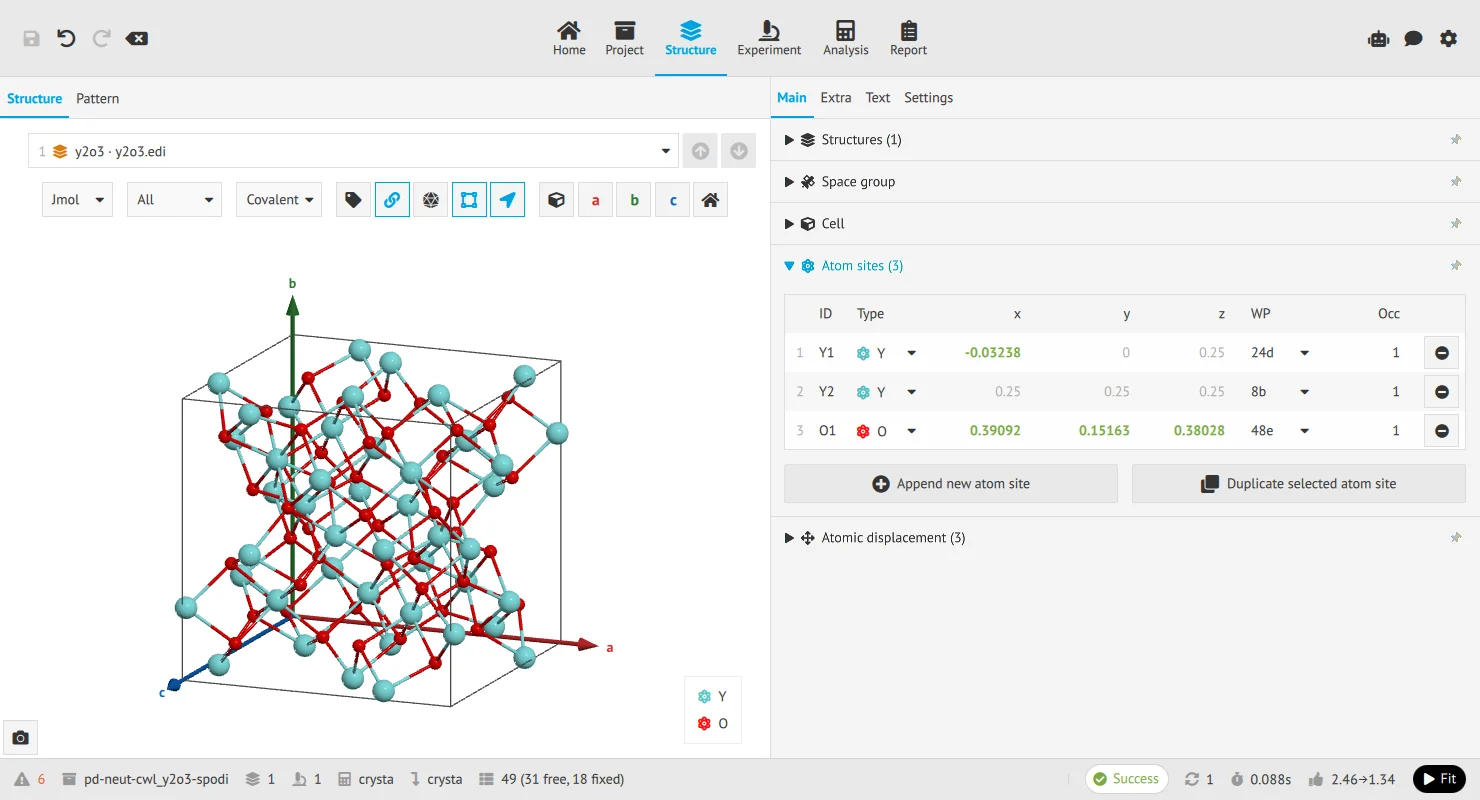 Home Project Structure Experiment Analysis Report
Structure Pattern
Main Extra Text Settings
1 y2o3 · y2o3.edi
Jmol All Covalent a b c
b
a
c
Y
O
Structures (1)
Space group
Cell
Atom sites (3)
ID Type x y z WP Occ
1 Y1 Y -0.03238 0 0.25 24d 1
2 Y2 Y 0.25 0.25 0.25 8b 1
3 O1 O 0.39092 0.15163 0.38028 48e 1
Append new atom site Duplicate selected atom site
Atomic displacement (3)
6 pd-neut-cwl_y2o3-spodi 1 1 crysta crysta 49 (31 free, 18 fixed) Success 1 0.088s 2.46→1.34 Fit